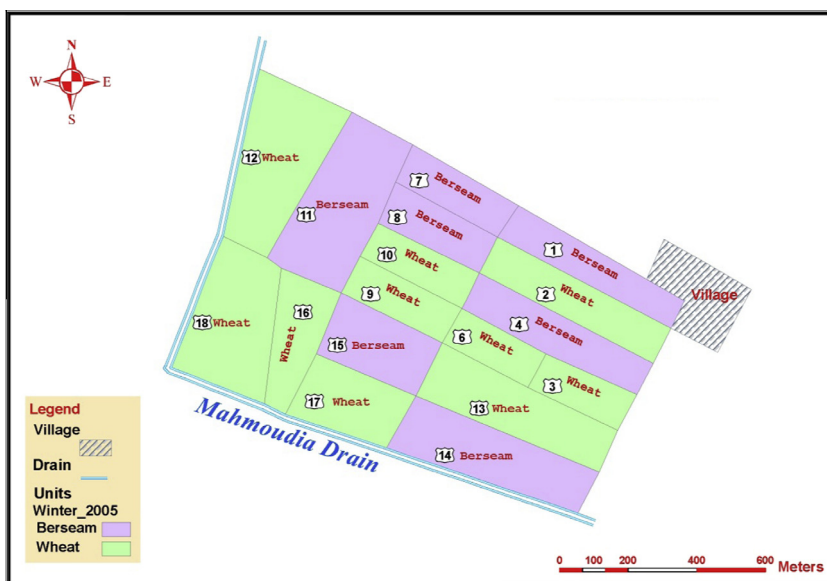 N
W E
S
12 Wheat
7 Berseam
11 Berseam
8 Berseam
1 Berseam
10 Wheat
2 Wheat
Village
9 Wheat
16 Wheat
18 Wheat
4 Berseam
6 Wheat
15 Berseam
3 Wheat
17 Wheat
13 Wheat
14 Berseam
Mahmoudia Drain
Legend
Village
Drain
Units
Winter_2005
Berseam
Wheat
0 100 200 400 600 Meters